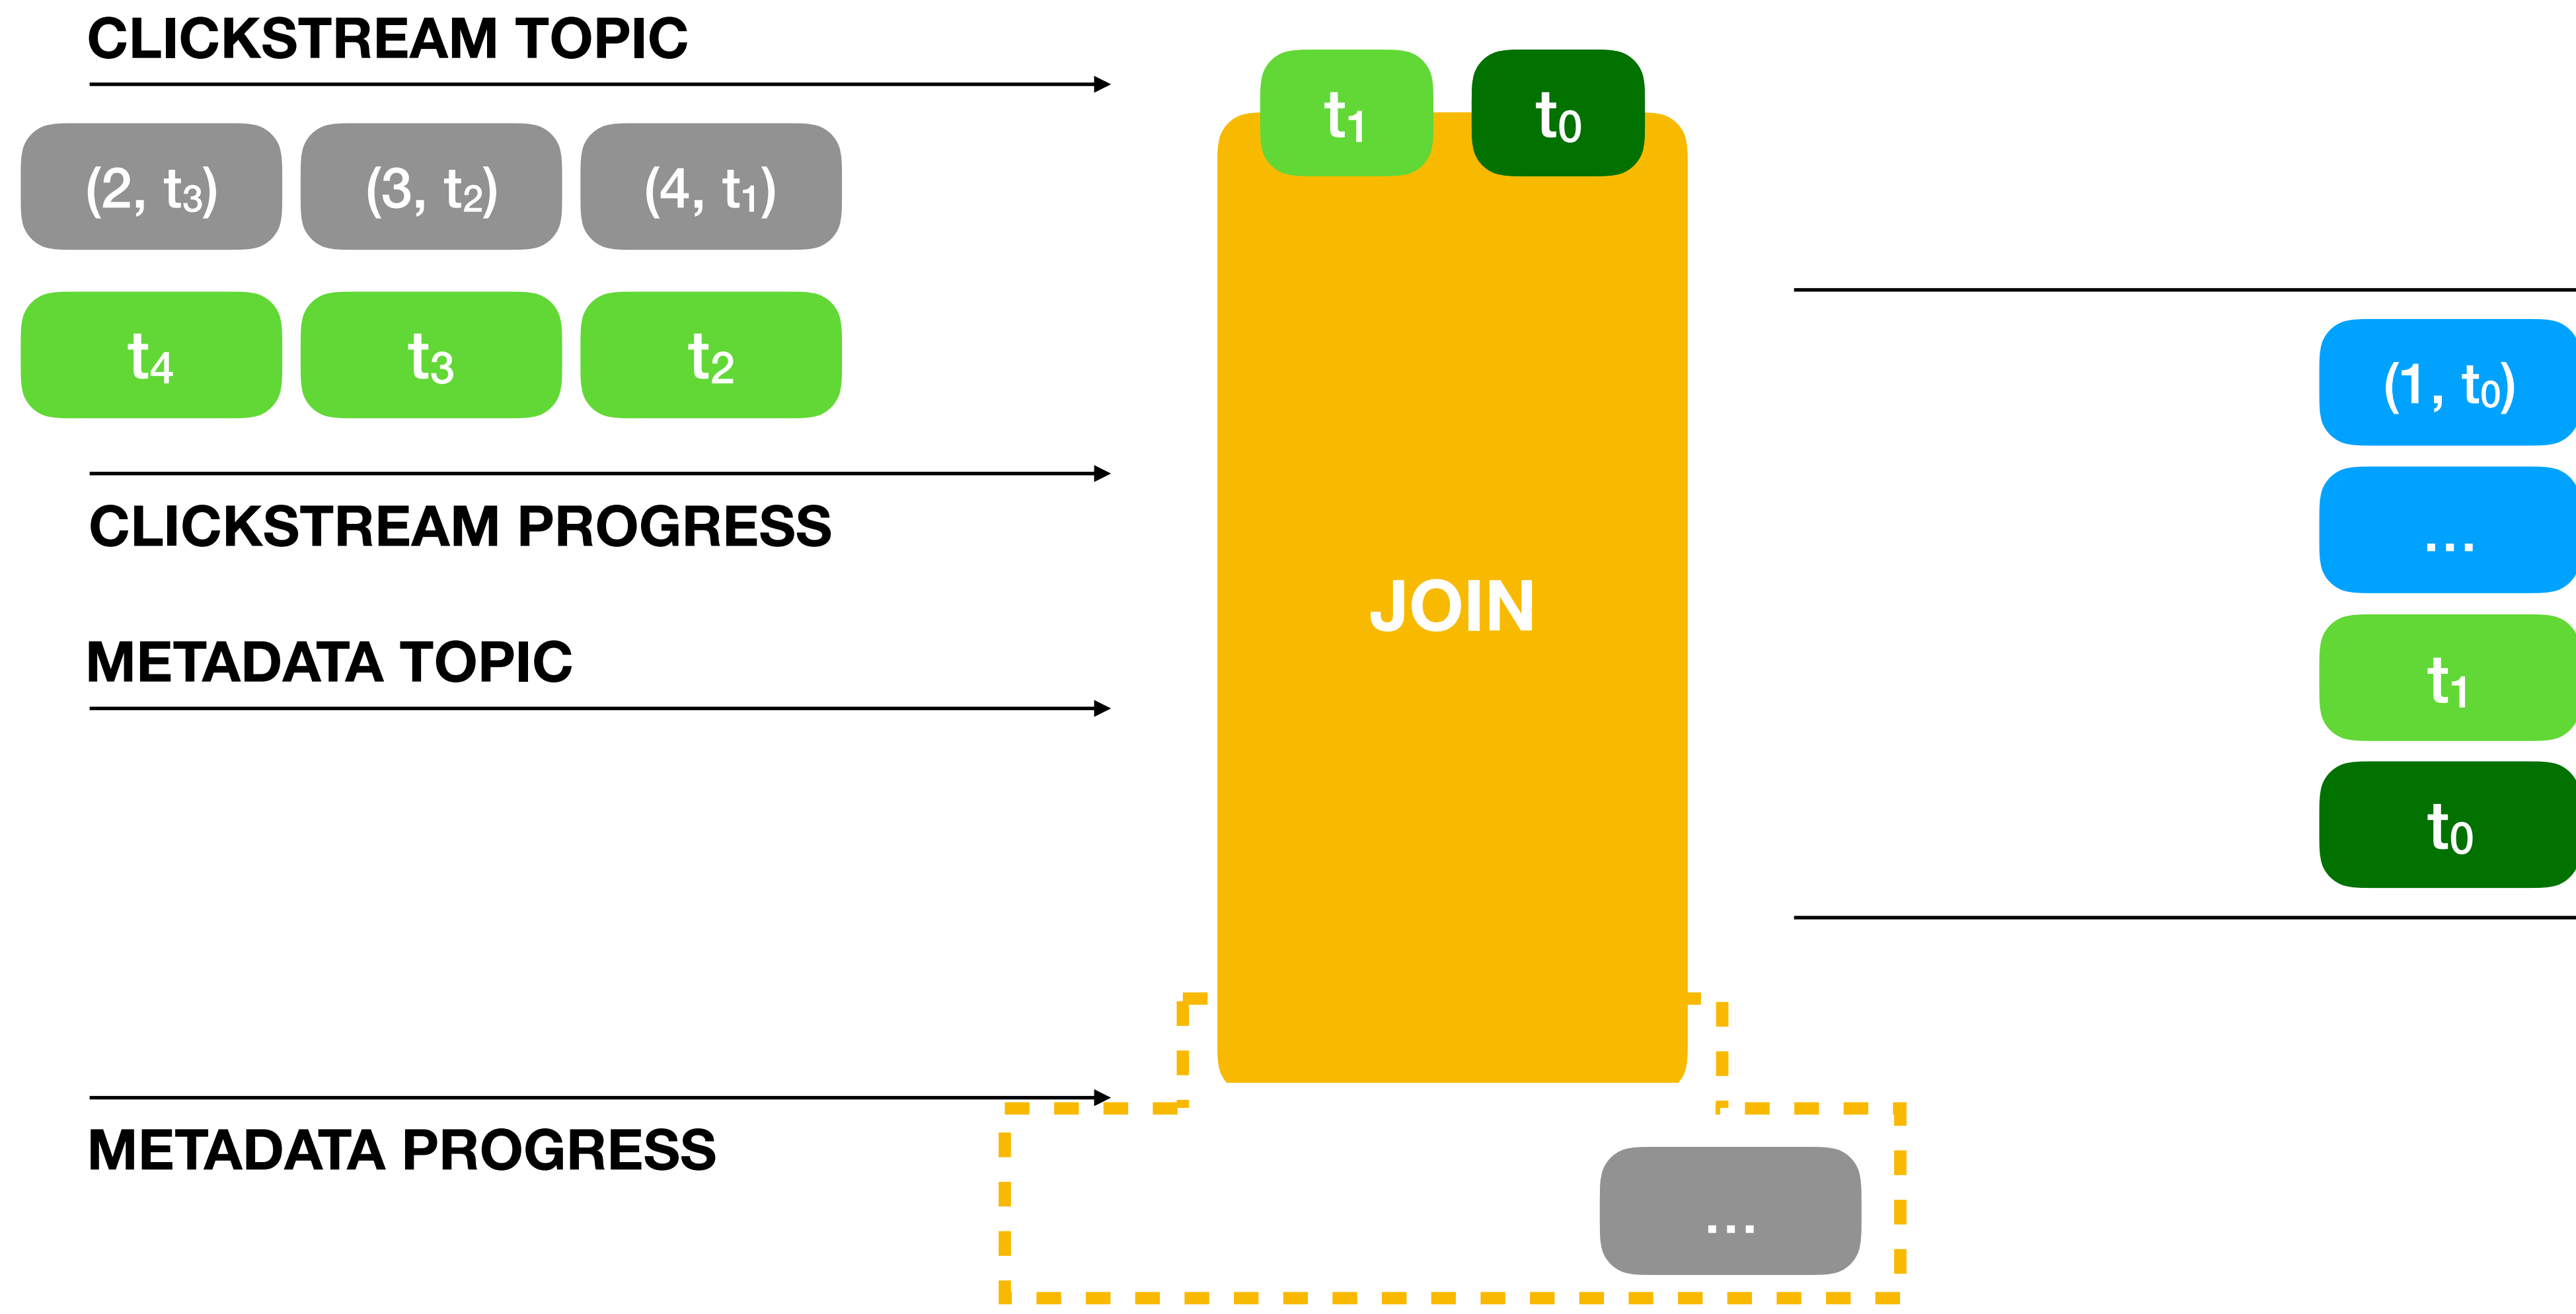 CLICKSTREAM TOPIC
(2, t₃) (3, t₂) (4, t₁)
t₄ t₃ t₂
CLICKSTREAM PROGRESS
METADATA TOPIC
METADATA PROGRESS
t₁ t₀
JOIN
...
(1, t₀)
...
t₁
t₀